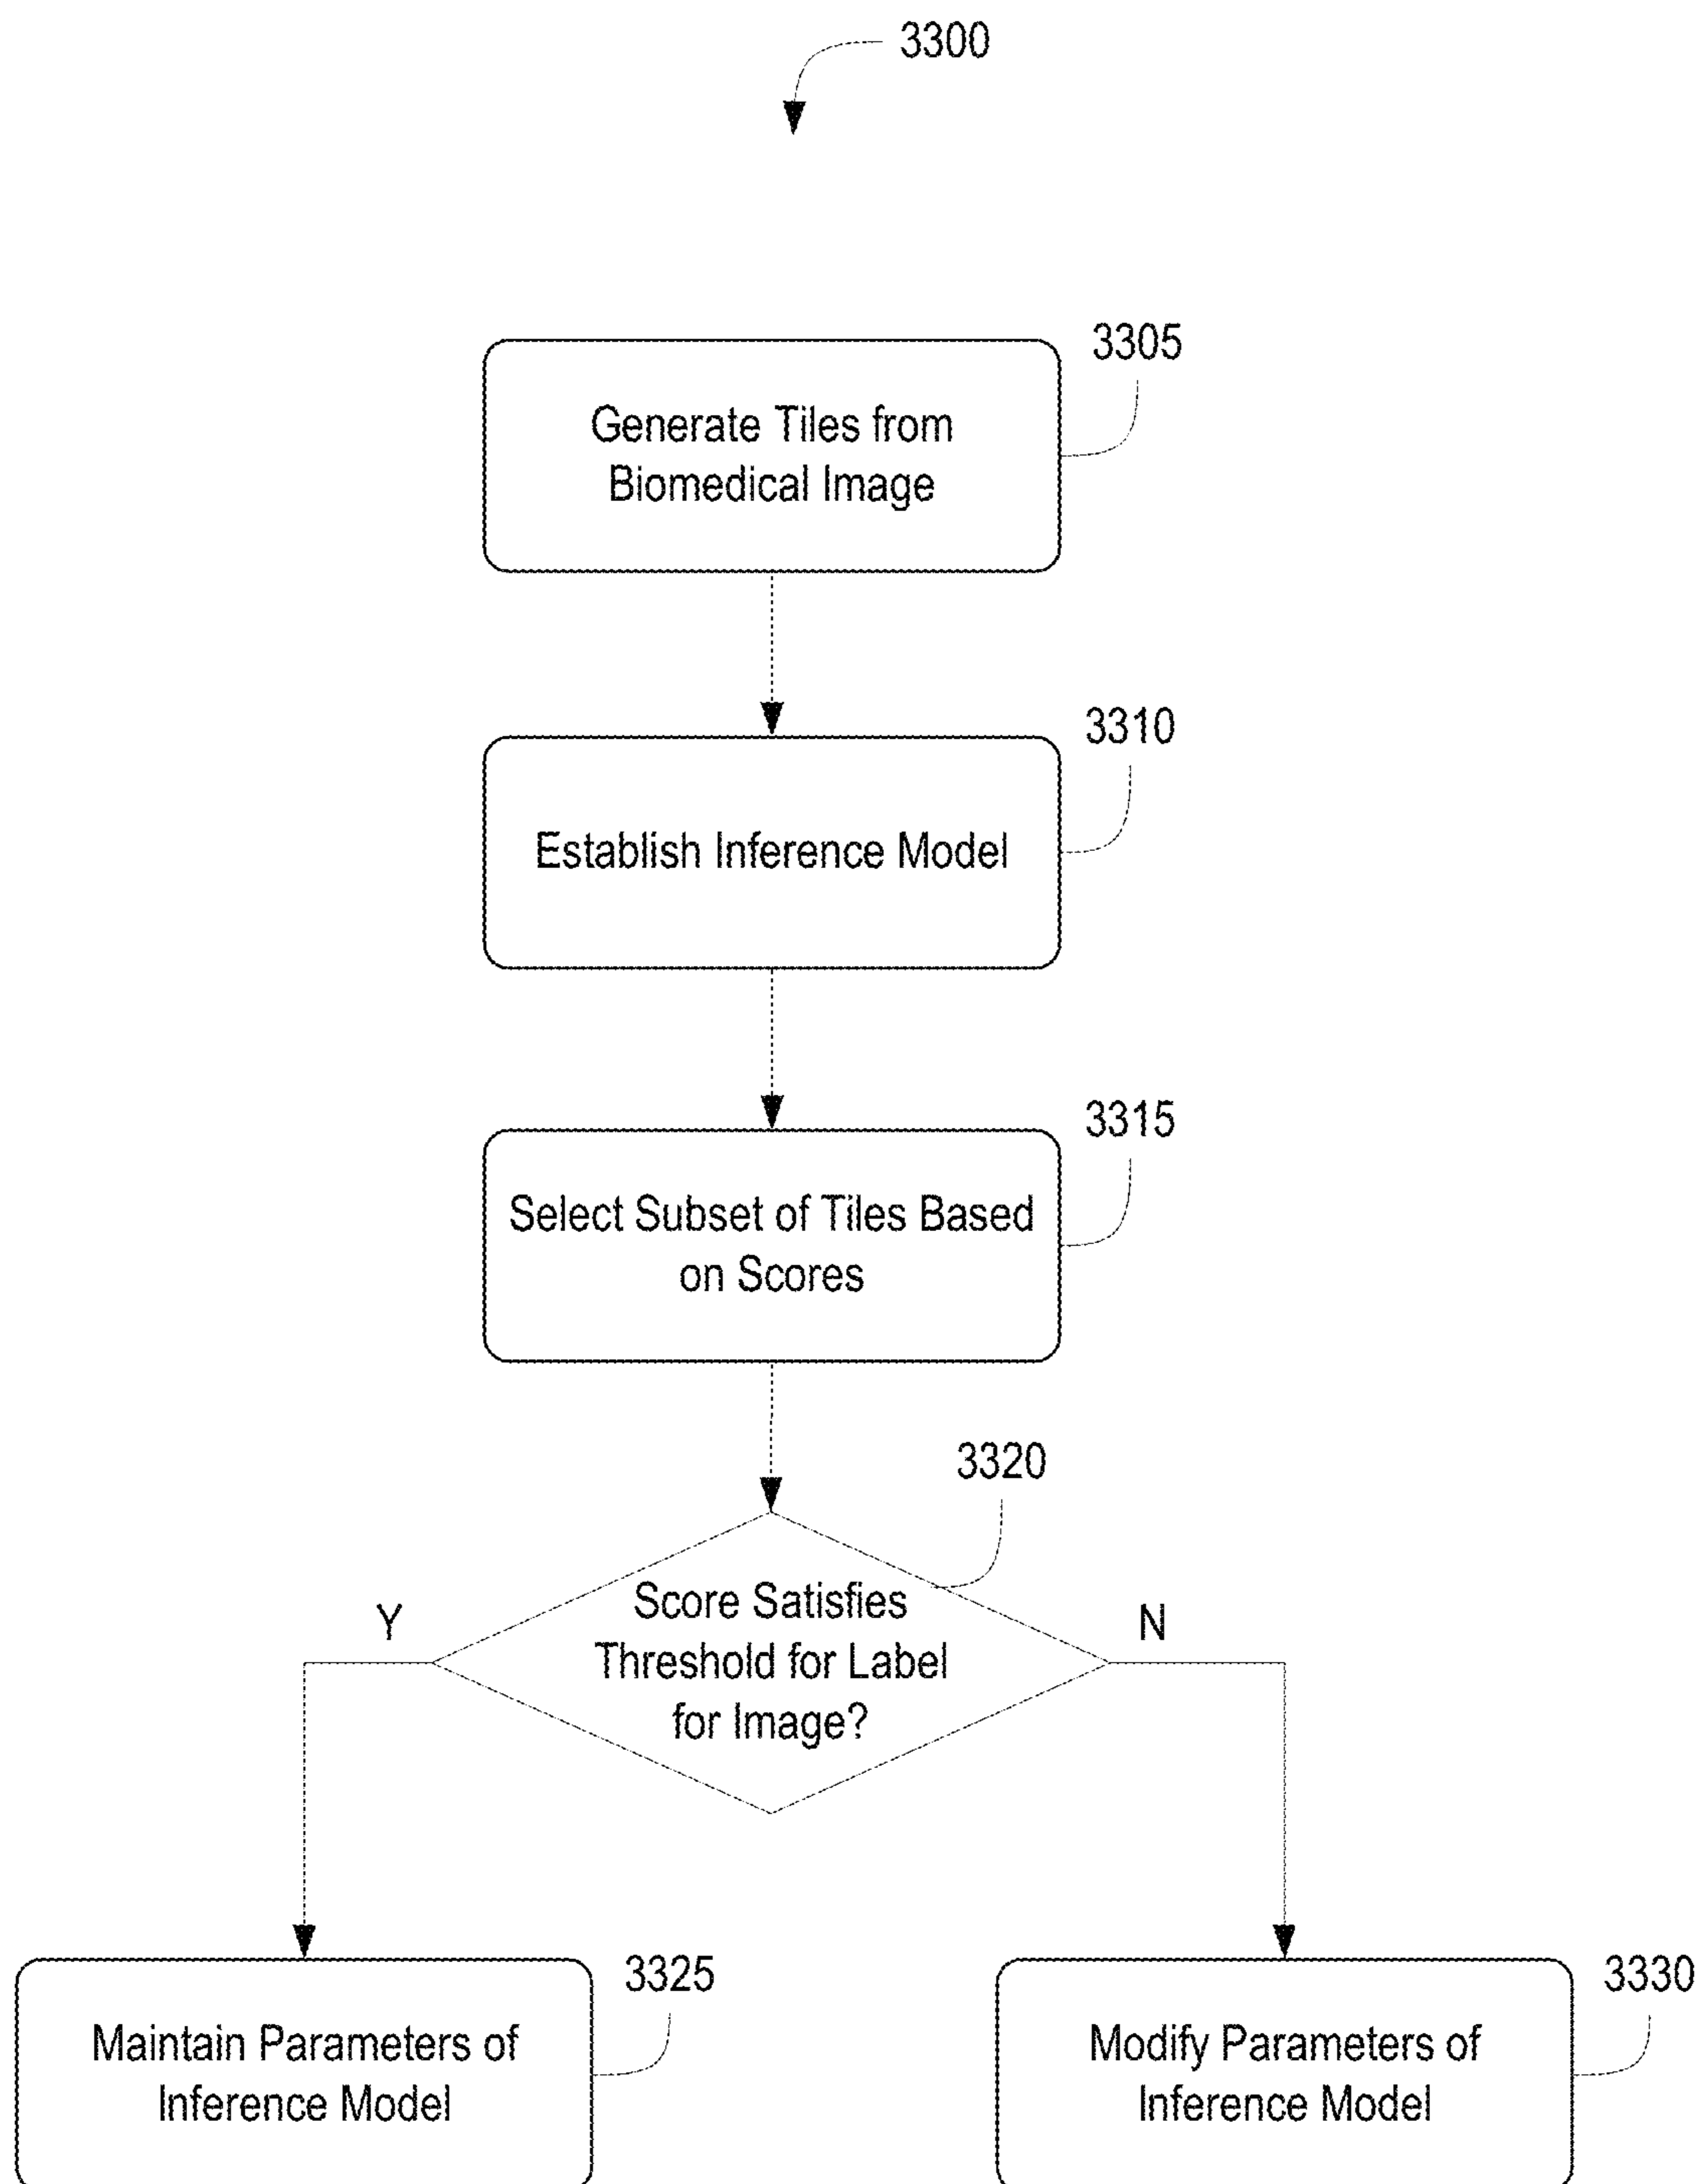 3300
3305
Generate Tiles from
Biomedical Image
3310
Establish Inference Model
3315
Select Subset of Tiles Based
on Scores
3320
Score Satisfies
Threshold for Label
for Image?
Y
N
3325
Maintain Parameters of
Inference Model
3330
Modify Parameters of
Inference Model